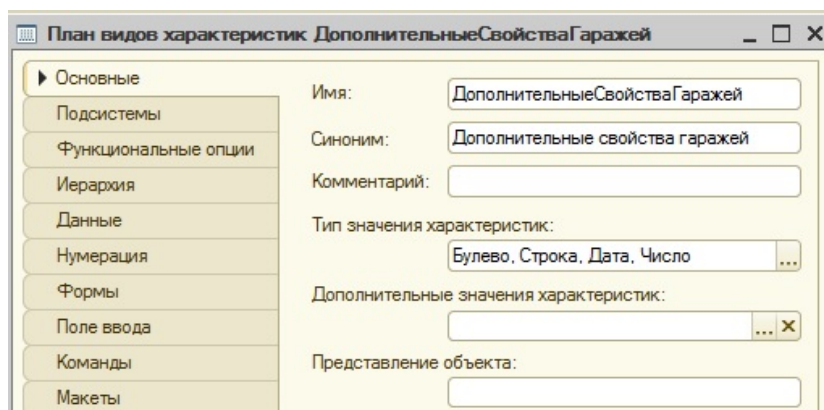 План видов характеристик ДополнительныеСвойстваГаражей
Основные
Подсистемы
Функциональные опции
Иерархия
Данные
Нумерация
Формы
Поле ввода
Команды
Макеты
Имя: ДополнительныеСвойстваГаражей
Синоним: Дополнительные свойства гаражей
Комментарий:
Тип значения характеристик:
Булево, Строка, Дата, Число ...
Дополнительные значения характеристик:
... ×
Представление объекта: